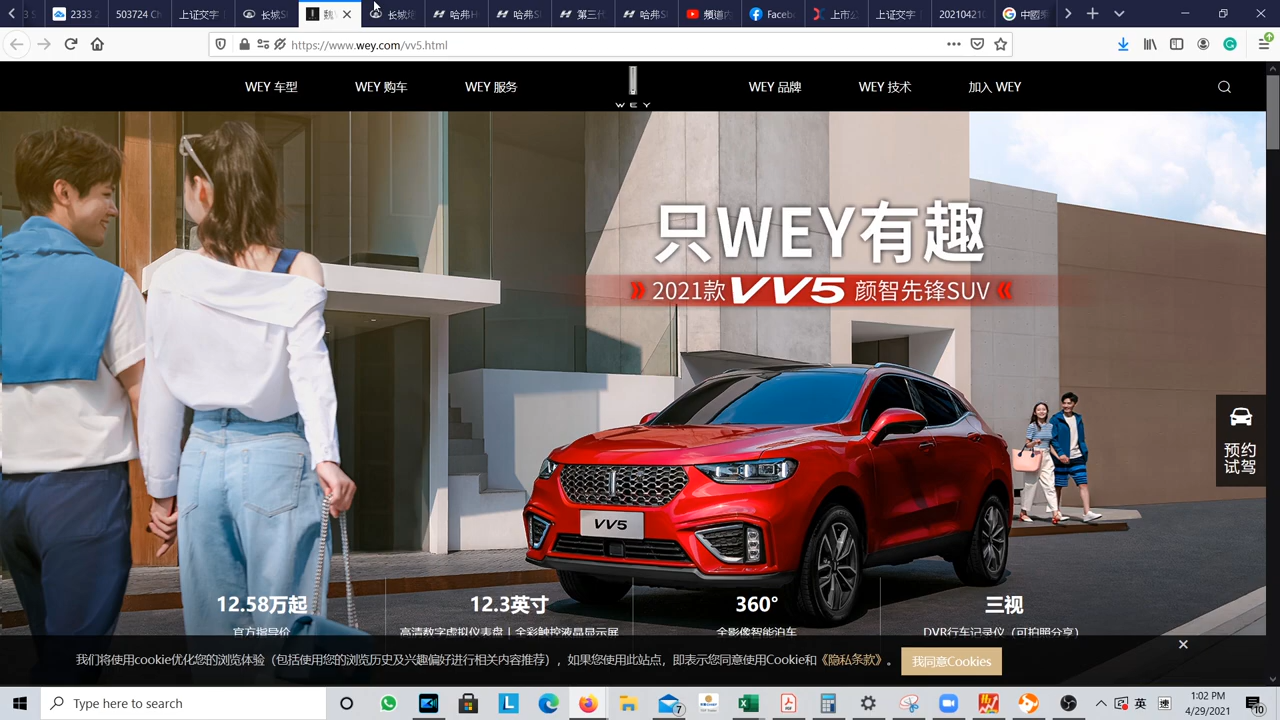 2333
503724 C
上证交字
长城
哈弗
哈弗S
第三代
哈弗S
Faceb
上市公
上证交字
20210421
https://www.wey.com/vv5.html
WEY 车型
WEY 购车
WEY 服务
WEY
WEY 品牌
WEY 技术
加入 WEY
只WEY有趣
2021款 VV5 颜智先锋SUV
VV5
预约
试驾
12.58万起
12.3英寸
360°
三视
官方指导价
高清数字虚拟仪表盘 | 全彩触控液晶显示屏
全影像智能泊车
DVR行车记录仪（可拍照分享）
我们将使用cookie优化您的浏览体验（包括使用您的浏览历史及兴趣偏好进行相关内容推荐），如果您使用此站点，即表示您同意使用Cookie和《隐私条款》。
我同意Cookies
Type here to search
7
英
1:02 PM
4/29/2021
10